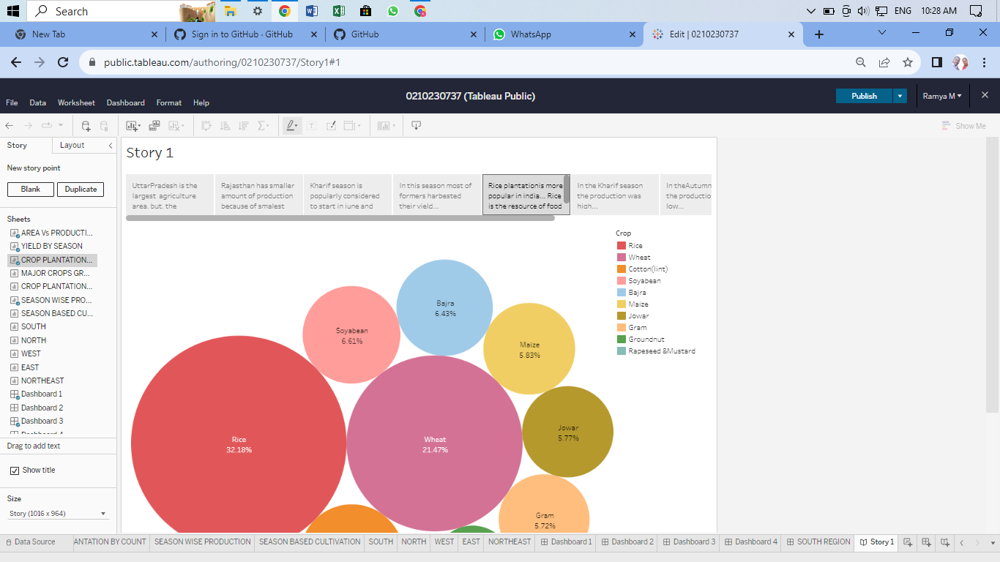 Search
ENG
10:28 AM
New Tab
Sign in to GitHub · GitHub
GitHub
WhatsApp
Edit | 0210230737
public.tableau.com/authoring/0210230737/Story1#1
0210230737 (Tableau Public)
Publish
Ramya M
File Data Worksheet Dashboard Format Help
Show Me
Story Layout
New story point
Blank Duplicate
Sheets
AREA Vs PRODUCTI...
YIELD BY SEASON
CROP PLANTATION...
MAJOR CROPS GR...
CROP PLANTATION...
SEASON WISE PRO...
SEASON BASED CU...
SOUTH
NORTH
WEST
EAST
NORTHEAST
Dashboard 1
Dashboard 2
Dashboard 3
Drag to add text
Show title
Size
Story (1016 x 964)
Story 1
UttarPradesh is the
largest agriculture
area. but. the
Rajasthan has smaller
amount of production
because of smalest
Kharif season is
popularly considered
to start in june and
In this season most of
formers harbested
their yield...
Rice plantationis more
popular in india... Rice
is the resource of food
In the Kharif season
the production was
high...
In theAutumn
the productio
low...
Crop
Rice
Wheat
Cotton(lint)
Soyabean
Bajra
Maize
Jowar
Gram
Groundnut
Rapeseed &Mustard
Bajra
6.43%
Soyabean
6.61%
Maize
5.83%
Jowar
5.77%
Rice
32.18%
Wheat
21.47%
Gram
5.72%
Data Source
ANTATION BY COUNT
SEASON WISE PRODUCTION
SEASON BASED CULTIVATION
SOUTH
NORTH
WEST
EAST
NORTHEAST
Dashboard 1
Dashboard 2
Dashboard 3
Dashboard 4
SOUTH REGION
Story 1